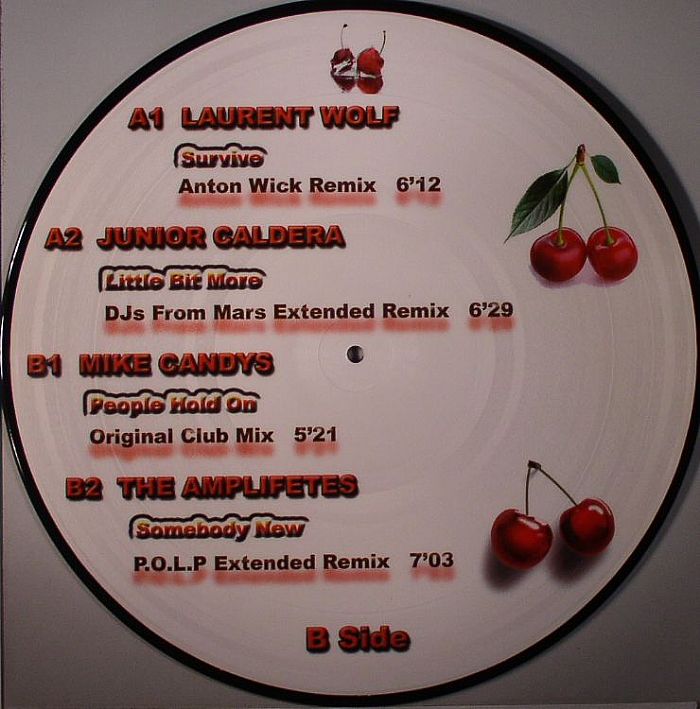 A1 LAURENT WOLF
Survive
Anton Wick Remix 6'12
A2 JUNIOR CALDERA
Little Bit More
DJs From Mars Extended Remix 6'29
B1 MIKE CANDYS
People Hold On
Original Club Mix 5'21
B2 THE AMPLIFETES
Somebody New
P.O.L.P Extended Remix 7'03
B Side